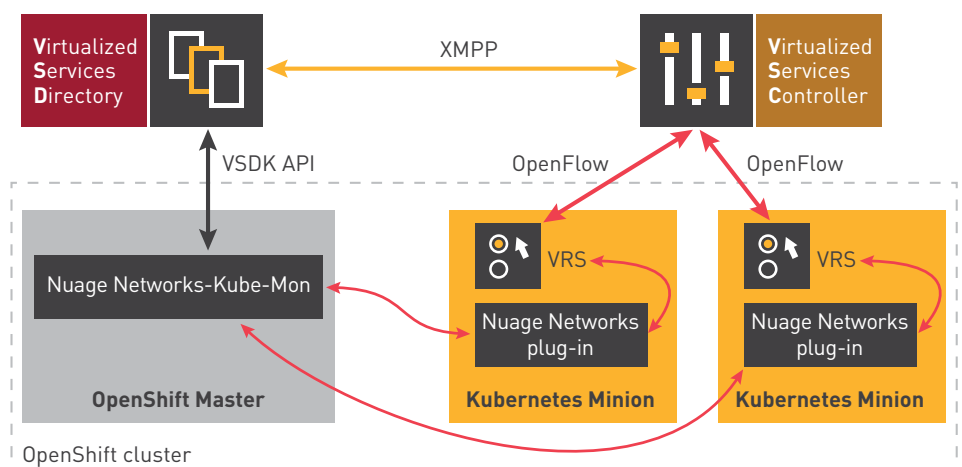 Virtualized
Services
Directory
XMPP
Virtualized
Services
Controller
VSDK API
OpenFlow
OpenFlow
Nuage Networks-Kube-Mon
OpenShift Master
VRS
Nuage Networks
plug-in
Kubernetes Minion
VRS
Nuage Networks
plug-in
Kubernetes Minion
OpenShift cluster